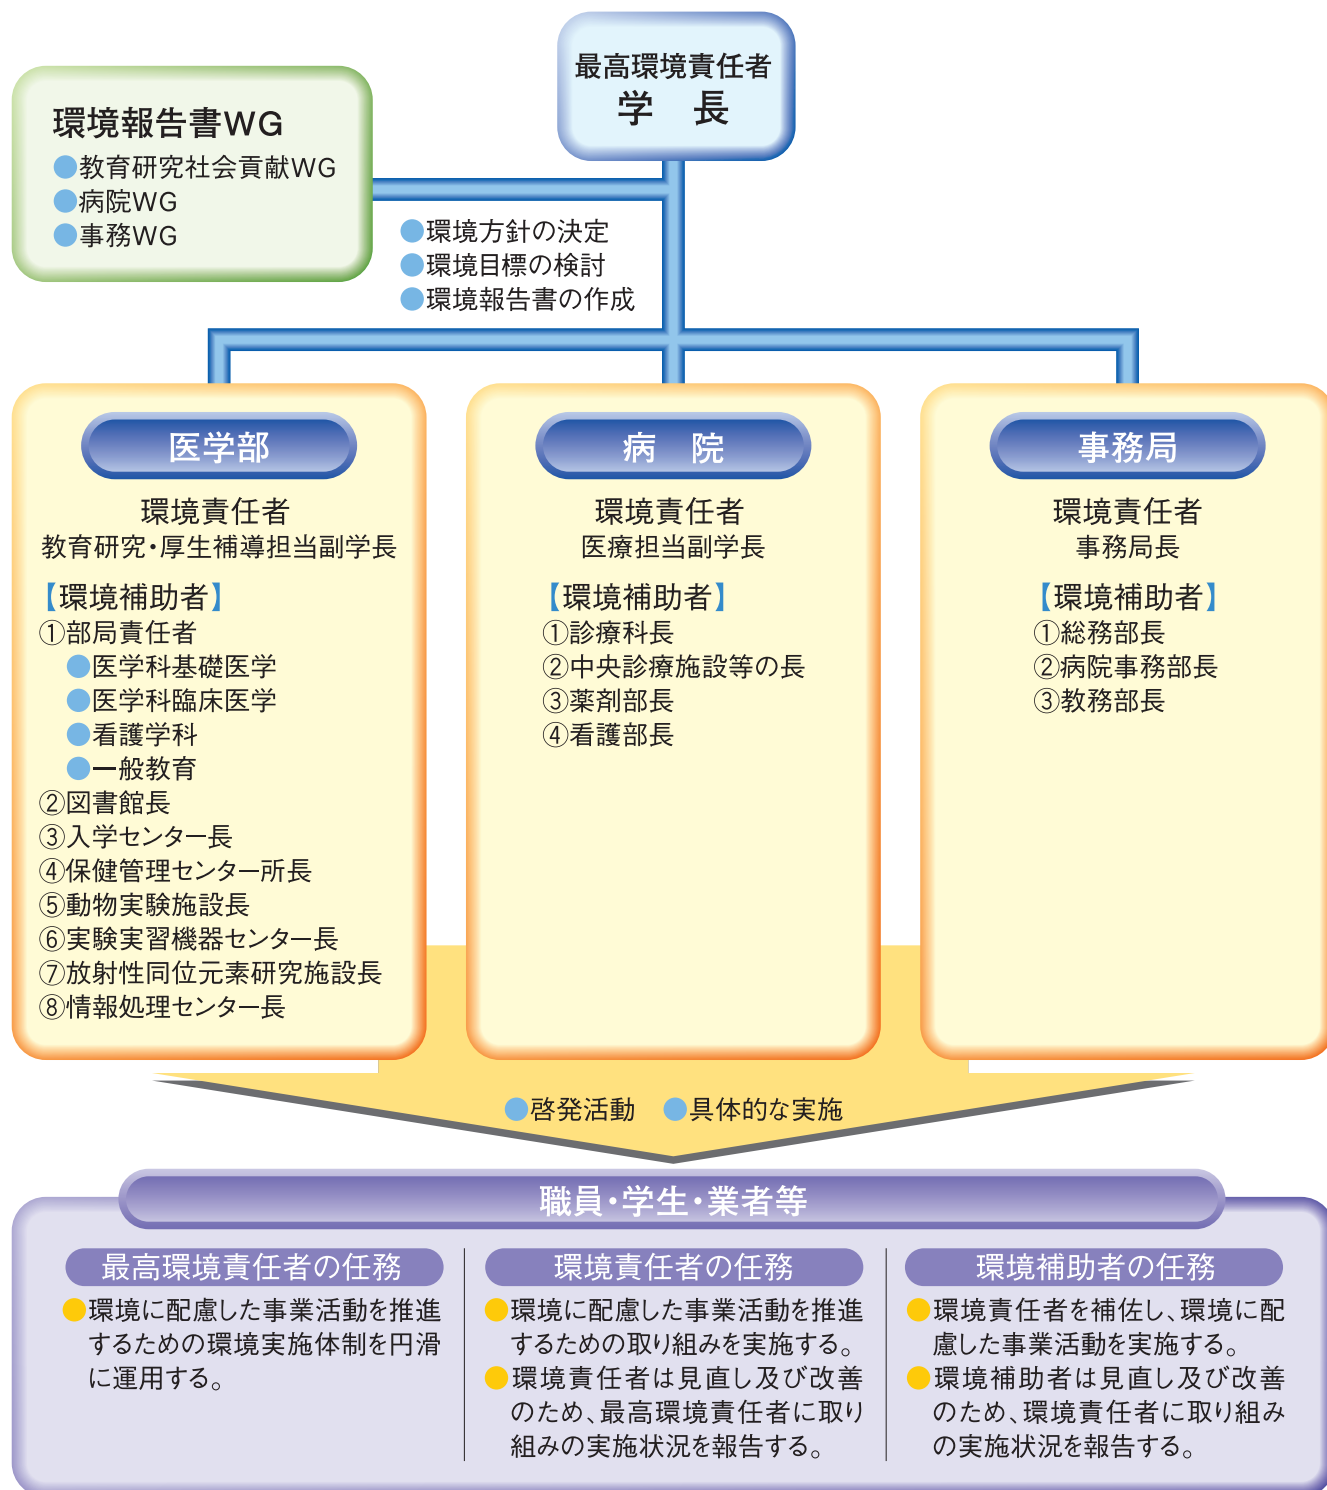 最高環境責任者
学　長
環境報告書WG
●教育研究社会貢献WG
●病院WG
●事務WG
●環境方針の決定
●環境目標の検討
●環境報告書の作成
医学部
環境責任者
教育研究・厚生補導担当副学長
【環境補助者】
①部局責任者
●医学科基礎医学
●医学科臨床医学
●看護学科
●一般教育
②図書館長
③入学センター長
④保健管理センター所長
⑤動物実験施設長
⑥実験実習機器センター長
⑦放射性同位元素研究施設長
⑧情報処理センター長
病　院
環境責任者
医療担当副学長
【環境補助者】
①診療科長
②中央診療施設等の長
③薬剤部長
④看護部長
事務局
環境責任者
事務局長
【環境補助者】
①総務部長
②病院事務部長
③教務部長
●啓発活動　●具体的な実施
職員・学生・業者等
最高環境責任者の任務
●環境に配慮した事業活動を推進
するための環境実施体制を円滑
に運用する。
環境責任者の任務
●環境に配慮した事業活動を推進
するための取り組みを実施する。
●環境責任者は見直し及び改善
のため、最高環境責任者に取り
組みの実施状況を報告する。
環境補助者の任務
●環境責任者を補佐し、環境に配
慮した事業活動を実施する。
●環境補助者は見直し及び改善
のため、環境責任者に取り組み
の実施状況を報告する。